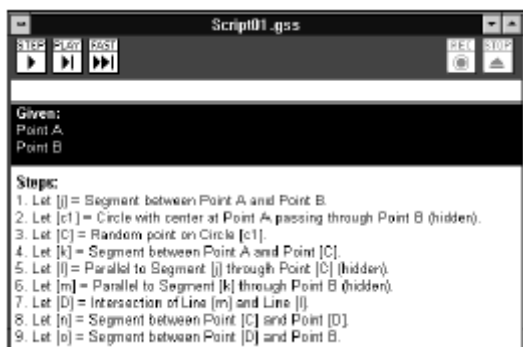 Script01.gss
STEP PLAY FAST REC STOP
Given:
Point A
Point B
Steps:
1. Let [j] = Segment between Point A and Point B.
2. Let [c1] = Circle with center at Point A passing through Point B (hidden).
3. Let [C] = Random point on Circle [c1].
4. Let [k] = Segment between Point A and Point [C].
5. Let [l] = Parallel to Segment [j] through Point [C] (hidden).
6. Let [m] = Parallel to Segment [k] through Point B (hidden).
7. Let [D] = Intersection of Line [m] and Line [l].
8. Let [n] = Segment between Point [C] and Point [D].
9. Let [o] = Segment between Point [D] and Point B.